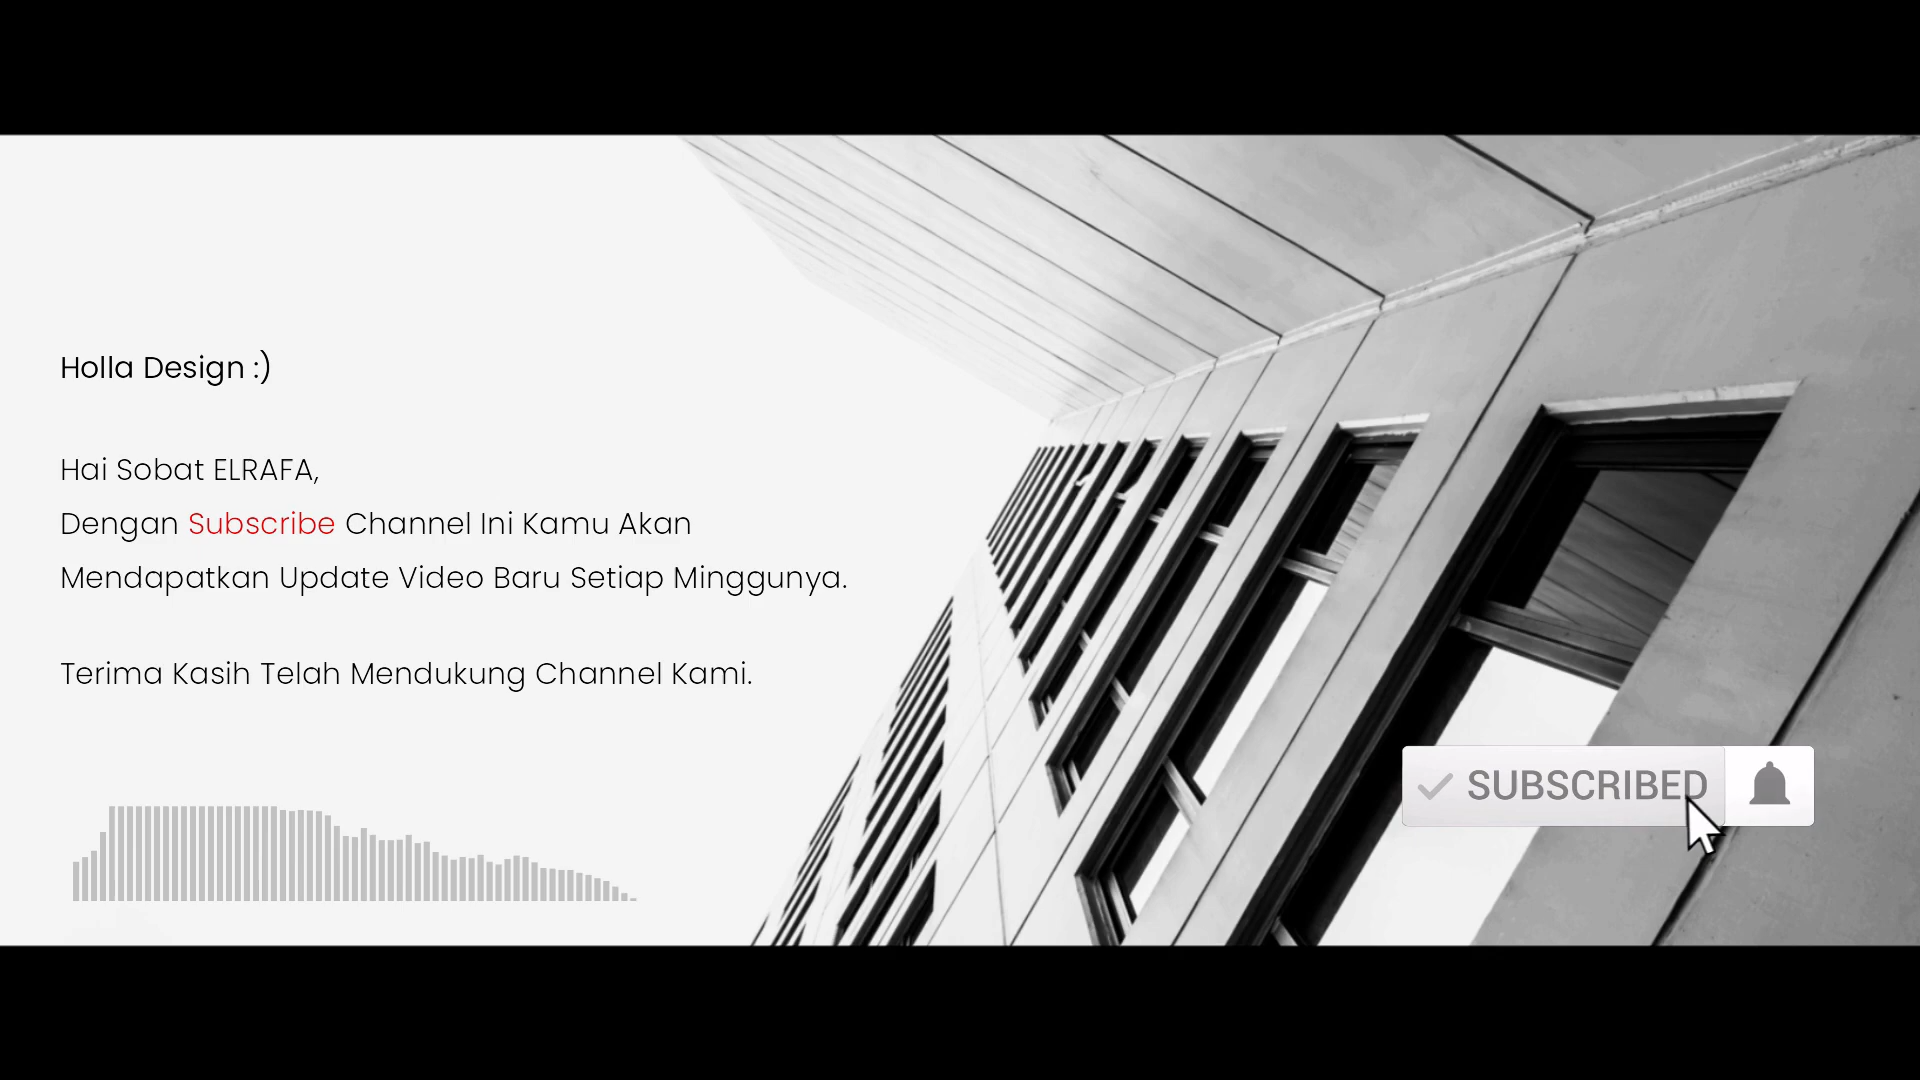 Holla Design :)
Hai Sobat ELRAFA,
Dengan Subscribe Channel Ini Kamu Akan
Mendapatkan Update Video Baru Setiap Minggunya.
Terima Kasih Telah Mendukung Channel Kami.
SUBSCRIBED